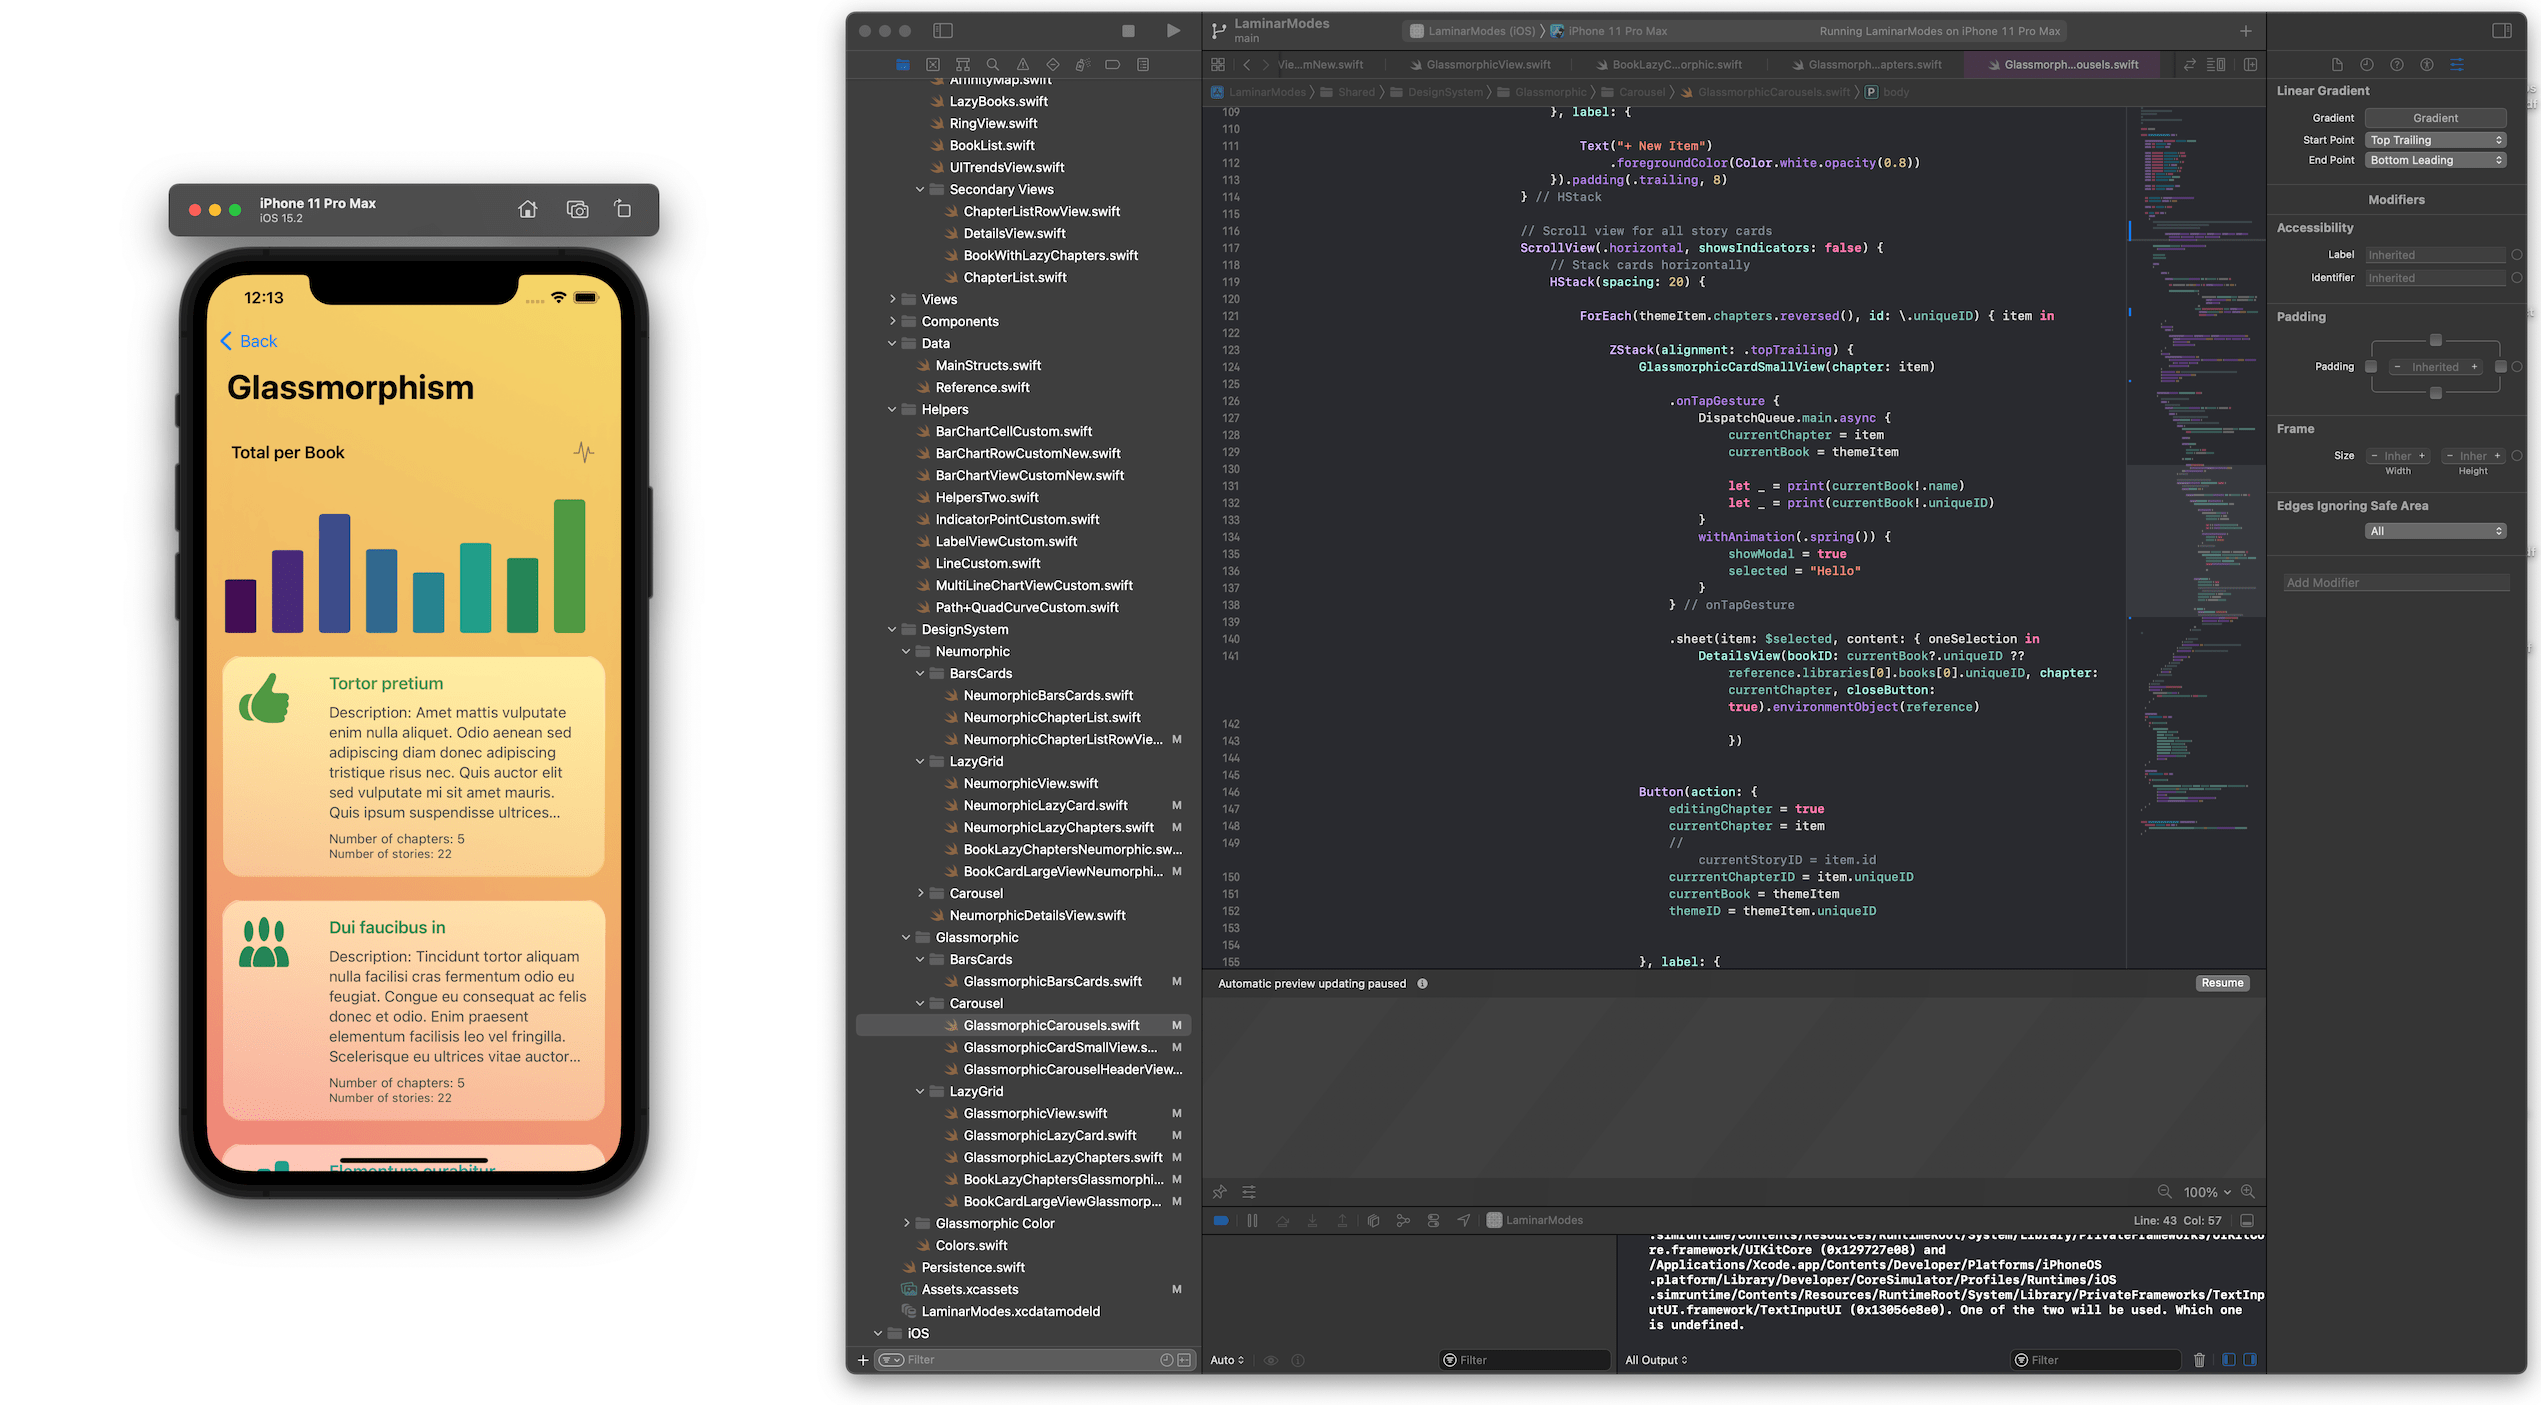 iPhone 11 Pro Max
iOS 15.2
12:13
Back
Glassmorphism
Total per Book
Tortor pretium
Description: Amet mattis vulputate
enim nulla aliquet. Odio aenean sed
adipiscing diam donec adipiscing
tristique risus nec. Quis auctor elit
sed vulputate mi sit amet mauris.
Quis ipsum suspendisse ultrices...
Number of chapters: 5
Number of stories: 22
Dui faucibus in
Description: Tincidunt tortor aliquam
nulla facilisi cras fermentum odio eu
feugiat. Congue eu consequat ac felis
donec et odio. Enim praesent
elementum facilisis leo vel fringilla.
Scelerisque eu ultrices vitae auctor...
Number of chapters: 5
Number of stories: 22
Elementum curabitur
AffinityMap.swift
LazyBooks.swift
RingView.swift
BookList.swift
UITrendsView.swift
Secondary Views
ChapterListRowView.swift
DetailsView.swift
BookWithLazyChapters.swift
ChapterList.swift
Views
Components
Data
MainStructs.swift
Reference.swift
Helpers
BarChartCellCustom.swift
BarChartRowCustomNew.swift
BarChartViewCustomNew.swift
HelpersTwo.swift
IndicatorPointCustom.swift
LabelViewCustom.swift
LineCustom.swift
MultiLineChartViewCustom.swift
Path+QuadCurveCustom.swift
DesignSystem
Neumorphic
BarsCards
NeumorphicBarsCards.swift
NeumorphicChapterList.swift
NeumorphicChapterListRowVie... M
LazyGrid
NeumorphicView.swift
NeumorphicLazyCard.swift M
NeumorphicLazyChapters.swift M
BookLazyChaptersNeumorphic.sw...
BookCardLargeViewNeumorphi... M
Carousel
NeumorphicDetailsView.swift
Glassmorphic
BarsCards
GlassmorphicBarsCards.swift M
Carousel
GlassmorphicCarousels.swift M
GlassmorphicCardSmallView.s... M
GlassmorphicCarouselHeaderView...
LazyGrid
GlassmorphicView.swift M
GlassmorphicLazyCard.swift M
GlassmorphicLazyChapters.swift M
BookLazyChaptersGlassmorphi... M
BookCardLargeViewGlassmorp... M
Glassmorphic Color
Colors.swift
Persistence.swift
Assets.xcassets M
LaminarModes.xcdatamodeld
iOS
Filter
LaminarModes
main
LaminarModes (iOS) iPhone 11 Pro Max
Running LaminarModes on iPhone 11 Pro Max
Vie...mNew.swift GlassmorphicView.swift BookLazyC...orphic.swift Glassmorph...apters.swift Glassmorph...ousels.swift
LaminarModes Shared DesignSystem Glassmorphic Carousel GlassmorphicCarousels.swift P body
109 }, label: {
110
111 Text("+ New Item")
112 .foregroundColor(Color.white.opacity(0.8))
113 }).padding(.trailing, 8)
114 } // HStack
115
116 // Scroll view for all story cards
117 ScrollView(.horizontal, showsIndicators: false) {
118 // Stack cards horizontally
119 HStack(spacing: 20) {
120
121 ForEach(themeItem.chapters.reversed(), id: \.uniqueID) { item in
122
123 ZStack(alignment: .topTrailing) {
124 GlassmorphicCardSmallView(chapter: item)
125
126 .onTapGesture {
127 DispatchQueue.main.async {
128 currentChapter = item
129 currentBook = themeItem
130
131 let _ = print(currentBook!.name)
132 let _ = print(currentBook!.uniqueID)
133 }
134 withAnimation(.spring()) {
135 showModal = true
136 selected = "Hello"
137 }
138 } // onTapGesture
139
140 .sheet(item: $selected, content: { oneSelection in
141 DetailsView(bookID: currentBook?.uniqueID ??
reference.libraries[0].books[0].uniqueID, chapter:
currentChapter, closeButton:
true).environmentObject(reference)
142
143 })
144
145
146 Button(action: {
147 editingChapter = true
148 currentChapter = item
149 //
currentStoryID = item.id
150 currrentChapterID = item.uniqueID
151 currentBook = themeItem
152 themeID = themeItem.uniqueID
153
154
155 }, label: {
Automatic preview updating paused
Resume
100%
LaminarModes
Line: 43 Col: 57
.simruntime/Contents/Resources/RuntimeRoot/System/Library/PrivateFrameworks/UIKitCo
re.framework/UIKitCore (0x129727e08) and
/Applications/Xcode.app/Contents/Developer/Platforms/iPhoneOS
.platform/Library/Developer/CoreSimulator/Profiles/Runtimes/iOS
.simruntime/Contents/Resources/RuntimeRoot/System/Library/PrivateFrameworks/TextInp
utUI.framework/TextInputUI (0x13056e8e0). One of the two will be used. Which one
is undefined.
Auto
Filter
All Output
Filter
Linear Gradient
Gradient Gradient
Start Point Top Trailing
End Point Bottom Leading
Modifiers
Accessibility
Label Inherited
Identifier Inherited
Padding
Padding − Inherited +
Frame
Size − Inher + − Inher +
Width Height
Edges Ignoring Safe Area
All
Add Modifier